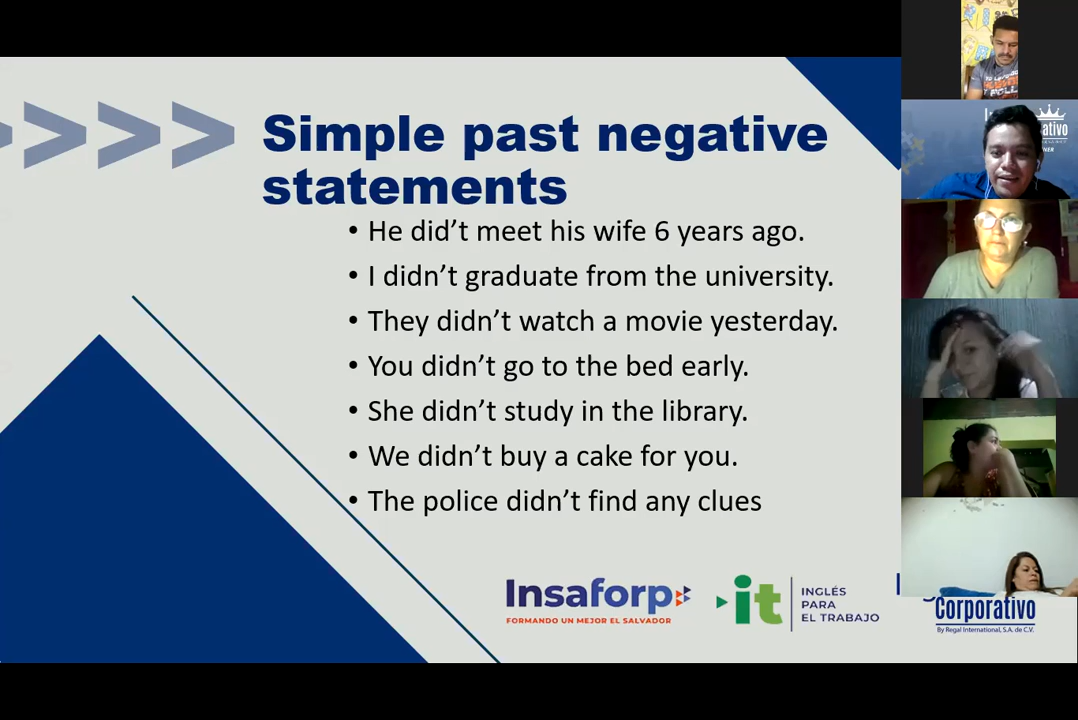 Simple past negative
statements
• He did’t meet his wife 6 years ago.
• I didn’t graduate from the university.
• They didn’t watch a movie yesterday.
• You didn’t go to the bed early.
• She didn’t study in the library.
• We didn’t buy a cake for you.
• The police didn’t find any clues
Insaforp
FORMANDO UN MEJOR EL SALVADOR
it
INGLÉS
PARA
EL TRABAJO
Corporativo
By Regal International, S.A. de C.V.